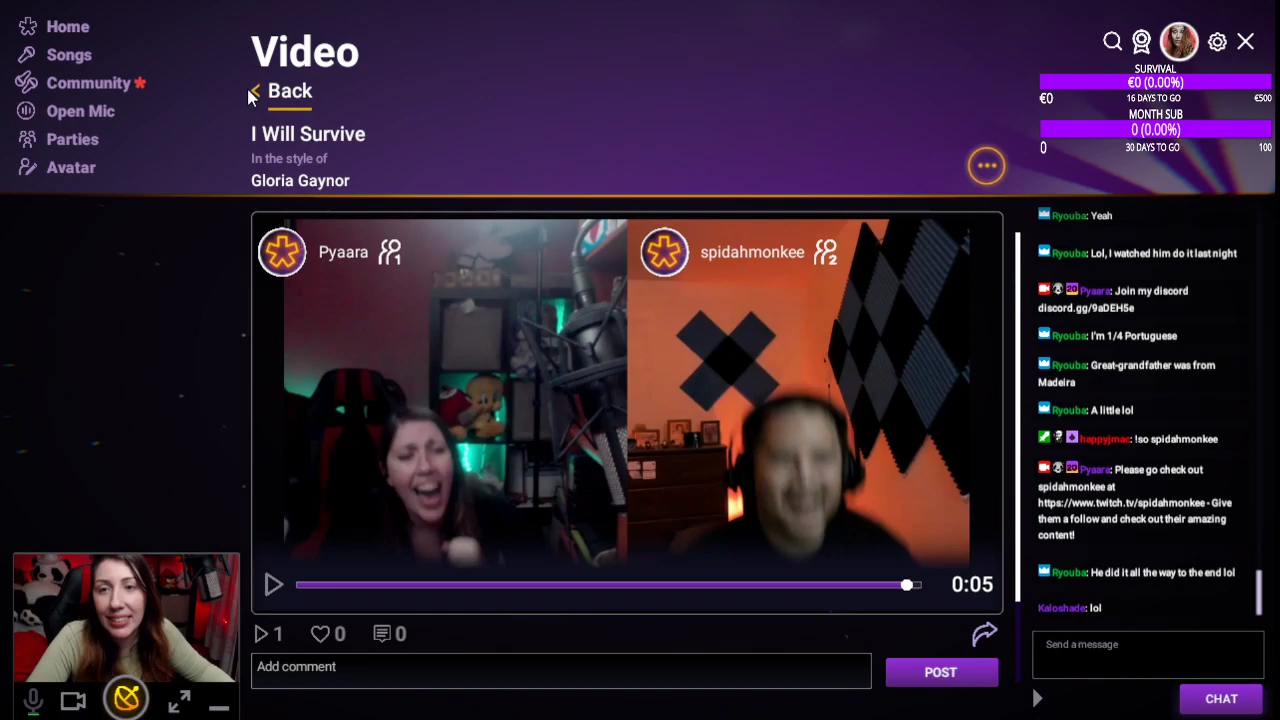 Home
Songs
Community *
Open Mic
Parties
Avatar
Video
< Back
I Will Survive
In the style of
Gloria Gaynor
SURVIVAL
€0 (0.00%)
€0 16 DAYS TO GO €500
MONTH SUB
0 (0.00%)
0 30 DAYS TO GO 100
Pyaara 1
spidahmonkee 2
0:05
1 0 0
Add comment
POST
Ryouba: Yeah
Ryouba: Lol, I watched him do it last night
20 Pyaara: Join my discord
discord.gg/9aDEH5e
Ryouba: I'm 1/4 Portuguese
Ryouba: Great-grandfather was from
Madeira
Ryouba: A little lol
happyjmac: !so spidahmonkee
20 Pyaara: Please go check out
spidahmonkee at
https://www.twitch.tv/spidahmonkee - Give
them a follow and check out their amazing
content!
Ryouba: He did it all the way to the end lol
Kaloshade: lol
Send a message
CHAT